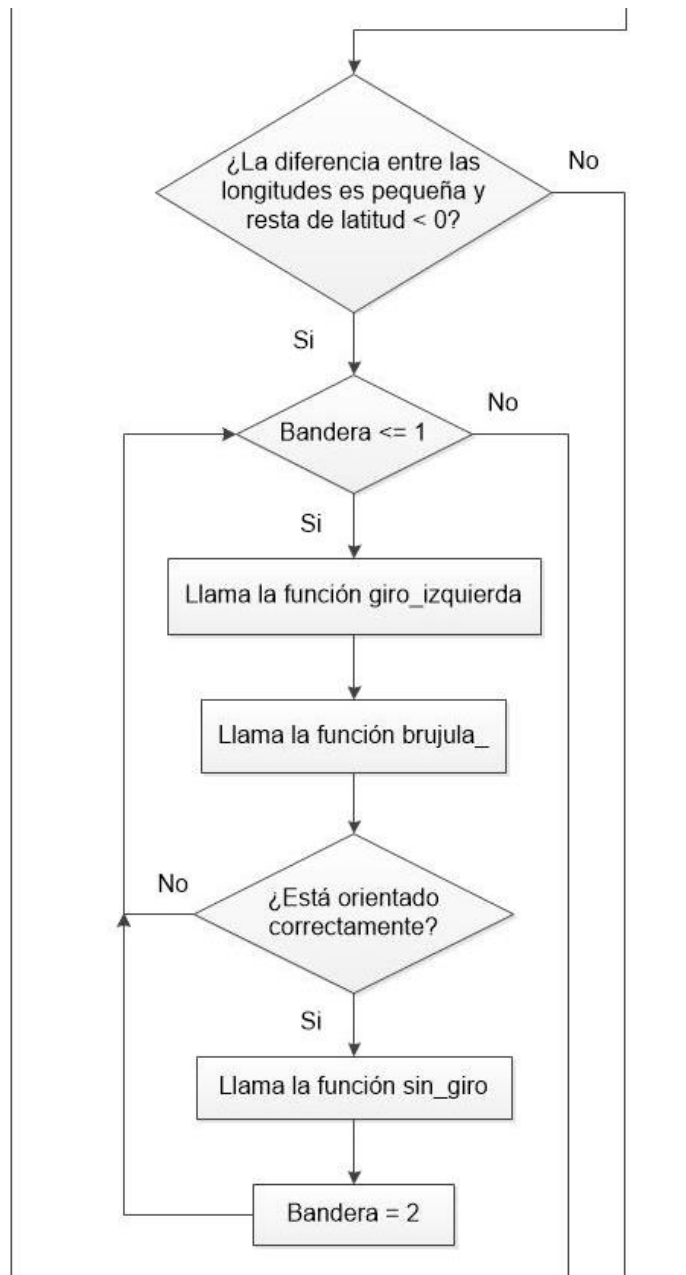 ¿La diferencia entre las
longitudes es pequeña y
resta de latitud < 0?
No
Si
Bandera <= 1
No
Si
Llama la función giro_izquierda
Llama la función brujula_
¿Está orientado
correctamente?
No
Si
Llama la función sin_giro
Bandera = 2